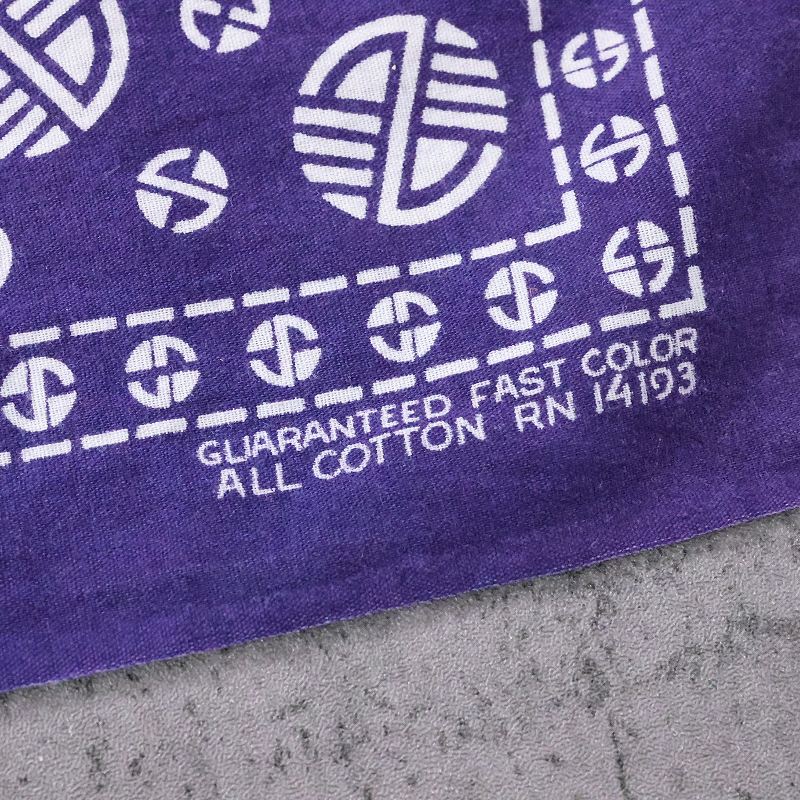 GUARANTEED FAST COLOR
ALL COTTON RN 14193